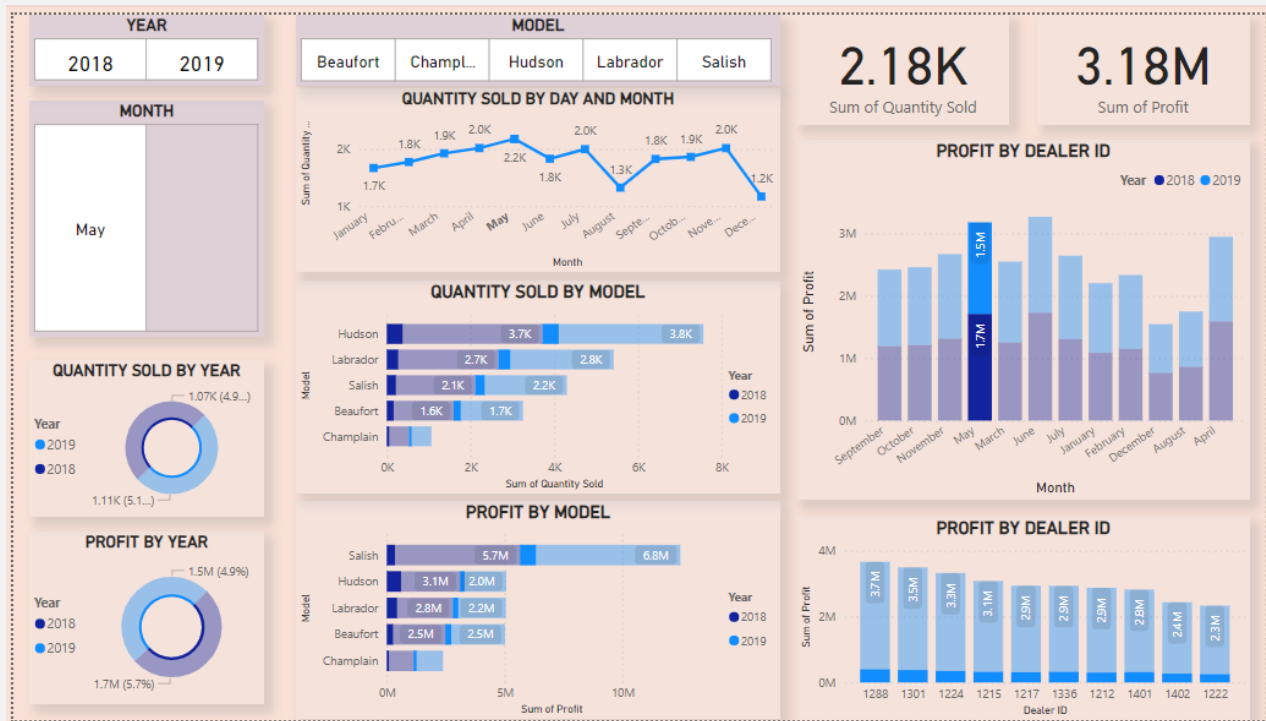 YEAR
2018
2019
MONTH
May
QUANTITY SOLD BY YEAR
1.07K (4.9...)
Year
2019
2018
1.11K (5.1...)
PROFIT BY YEAR
1.5M (4.9%)
Year
2018
2019
1.7M (5.7%)
MODEL
Beaufort
Champl...
Hudson
Labrador
Salish
QUANTITY SOLD BY DAY AND MONTH
Sum of Quantity ...
2K
1K
1.7K
1.8K
1.9K
2.0K
2.2K
1.8K
2.0K
1.3K
1.8K
1.9K
2.0K
1.2K
January
Febru...
March
April
May
June
July
August
Septe...
Octob...
Nove...
Dece...
Month
QUANTITY SOLD BY MODEL
Model
Hudson 3.7K 3.8K
Labrador 2.7K 2.8K
Salish 2.1K 2.2K
Beaufort 1.6K 1.7K
Champlain
0K 2K 4K 6K 8K
Sum of Quantity Sold
Year
2018
2019
PROFIT BY MODEL
Model
Salish 5.7M 6.8M
Hudson 3.1M 2.0M
Labrador 2.8M 2.2M
Beaufort 2.5M 2.5M
Champlain
0M 5M 10M
Sum of Profit
Year
2018
2019
2.18K
Sum of Quantity Sold
3.18M
Sum of Profit
PROFIT BY DEALER ID
Year 2018 2019
Sum of Profit
3M
2M
1M
0M
1.5M
1.7M
September
October
November
May
March
June
July
January
February
December
August
April
Month
PROFIT BY DEALER ID
Sum of Profit
4M
2M
0M
3.7M 3.5M 3.3M 3.1M 2.9M 2.9M 2.9M 2.8M 2.4M 2.3M
1288 1301 1224 1215 1217 1336 1212 1401 1402 1222
Dealer ID